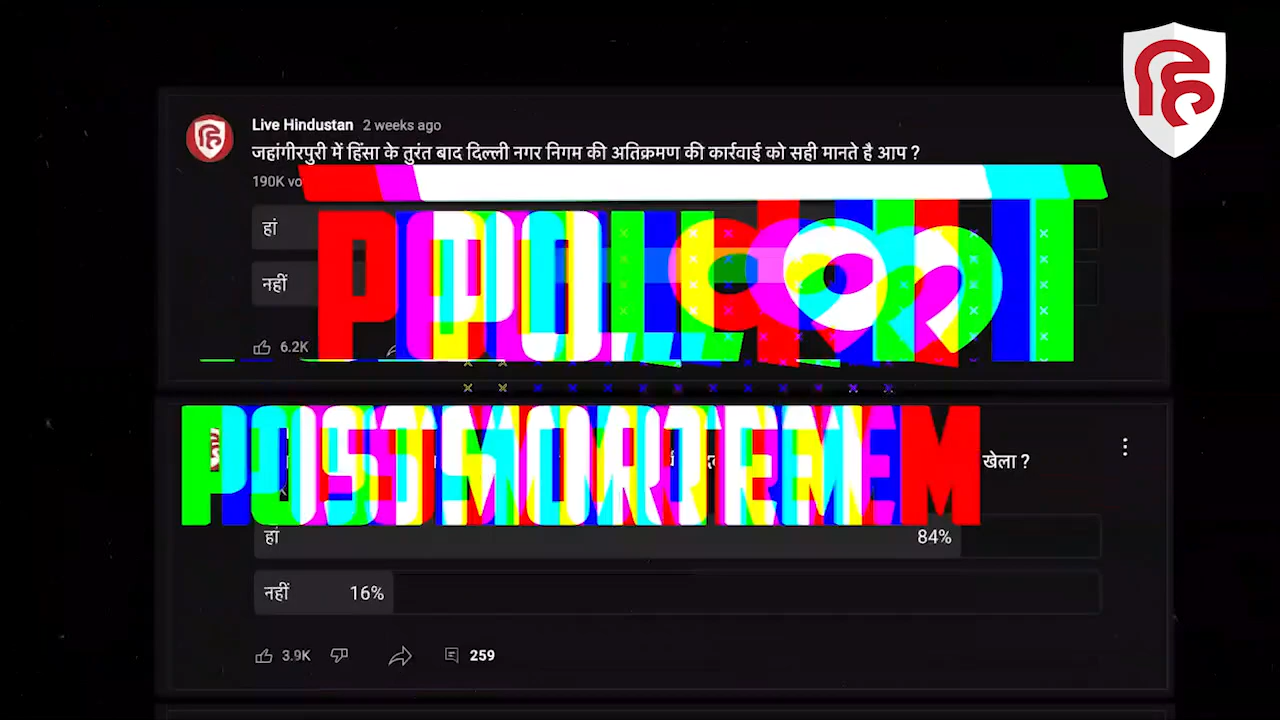 हि
Live Hindustan 2 weeks ago
जहांगीरपुरी में हिंसा के तुरंत बाद दिल्ली नगर निगम की अतिक्रमण की कार्रवाई को सही मानते है आप ?
190K
हां
नहीं
6.2K
POLL का
POSTMORTEM
खेला ?
हां 84%
नहीं 16%
3.9K 259